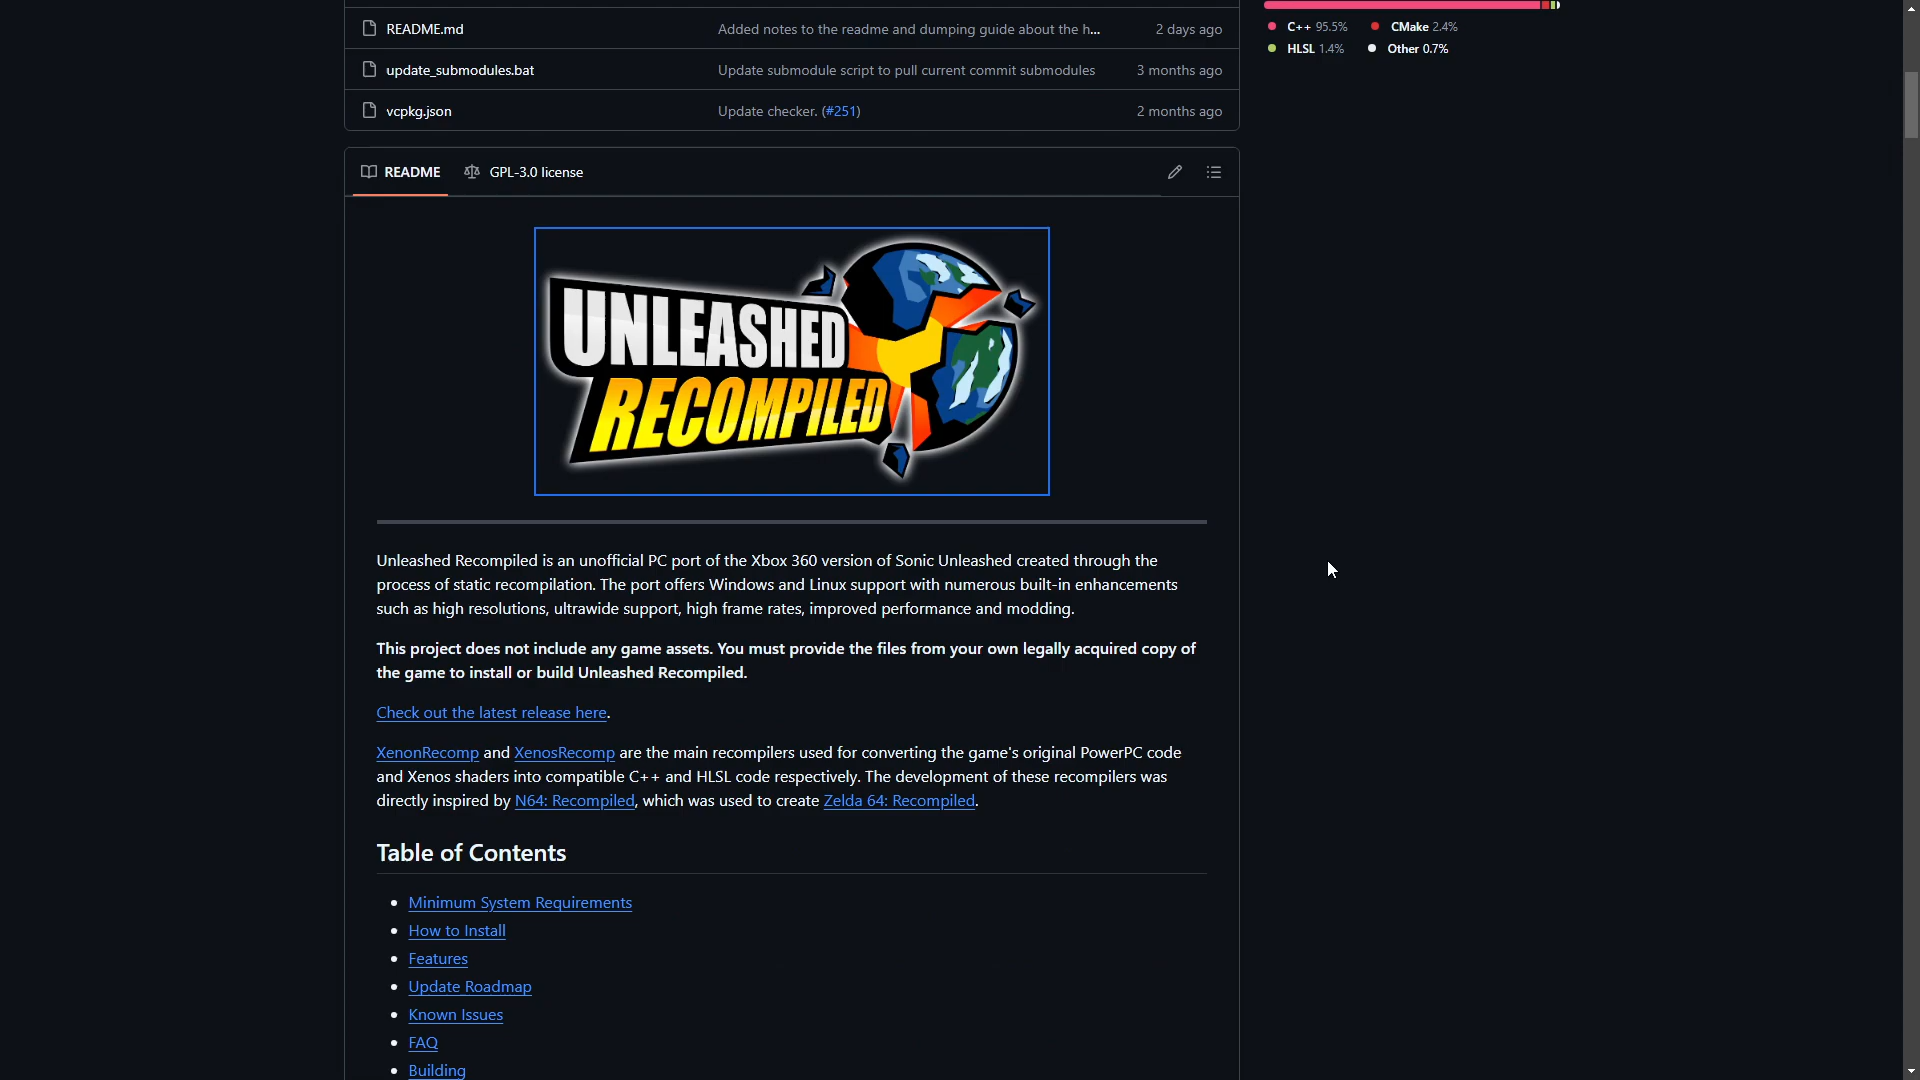 README.md Added notes to the readme and dumping guide about the h... 2 days ago
C++ 95.5% CMake 2.4%
HLSL 1.4% Other 0.7%
update_submodules.bat Update submodule script to pull current commit submodules 3 months ago
vcpkg.json Update checker. (#251) 2 months ago
README GPL-3.0 license
UNLEASHED
RECOMPILED
Unleashed Recompiled is an unofficial PC port of the Xbox 360 version of Sonic Unleashed created through the
process of static recompilation. The port offers Windows and Linux support with numerous built-in enhancements
such as high resolutions, ultrawide support, high frame rates, improved performance and modding.
This project does not include any game assets. You must provide the files from your own legally acquired copy of
the game to install or build Unleashed Recompiled.
Check out the latest release here.
XenonRecomp and XenosRecomp are the main recompilers used for converting the game's original PowerPC code
and Xenos shaders into compatible C++ and HLSL code respectively. The development of these recompilers was
directly inspired by N64: Recompiled, which was used to create Zelda 64: Recompiled.
Table of Contents
Minimum System Requirements
How to Install
Features
Update Roadmap
Known Issues
FAQ
Building